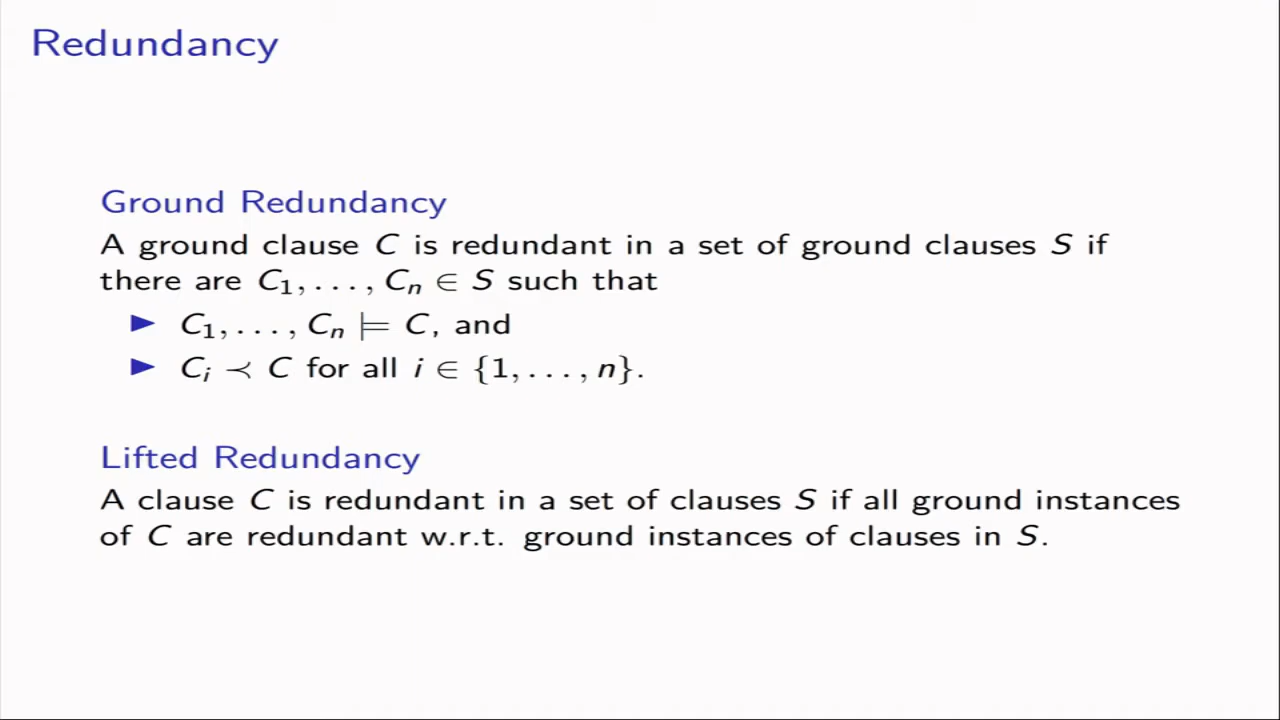 Redundancy
Ground Redundancy
A ground clause C is redundant in a set of ground clauses S if
there are C₁, . . . , Cₙ ∈ S such that
▶ C₁, . . . , Cₙ ⊨ C, and
▶ Cᵢ ≺ C for all i ∈ {1, . . . , n}.
Lifted Redundancy
A clause C is redundant in a set of clauses S if all ground instances
of C are redundant w.r.t. ground instances of clauses in S.